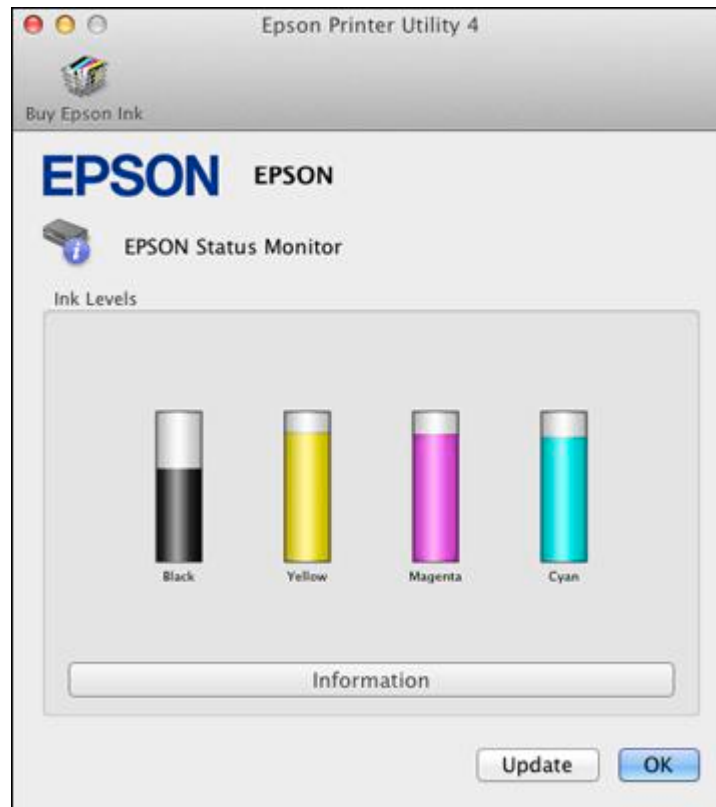 Epson Printer Utility 4
Buy Epson Ink
EPSON EPSON
EPSON Status Monitor
Ink Levels
Black Yellow Magenta Cyan
Information
Update OK